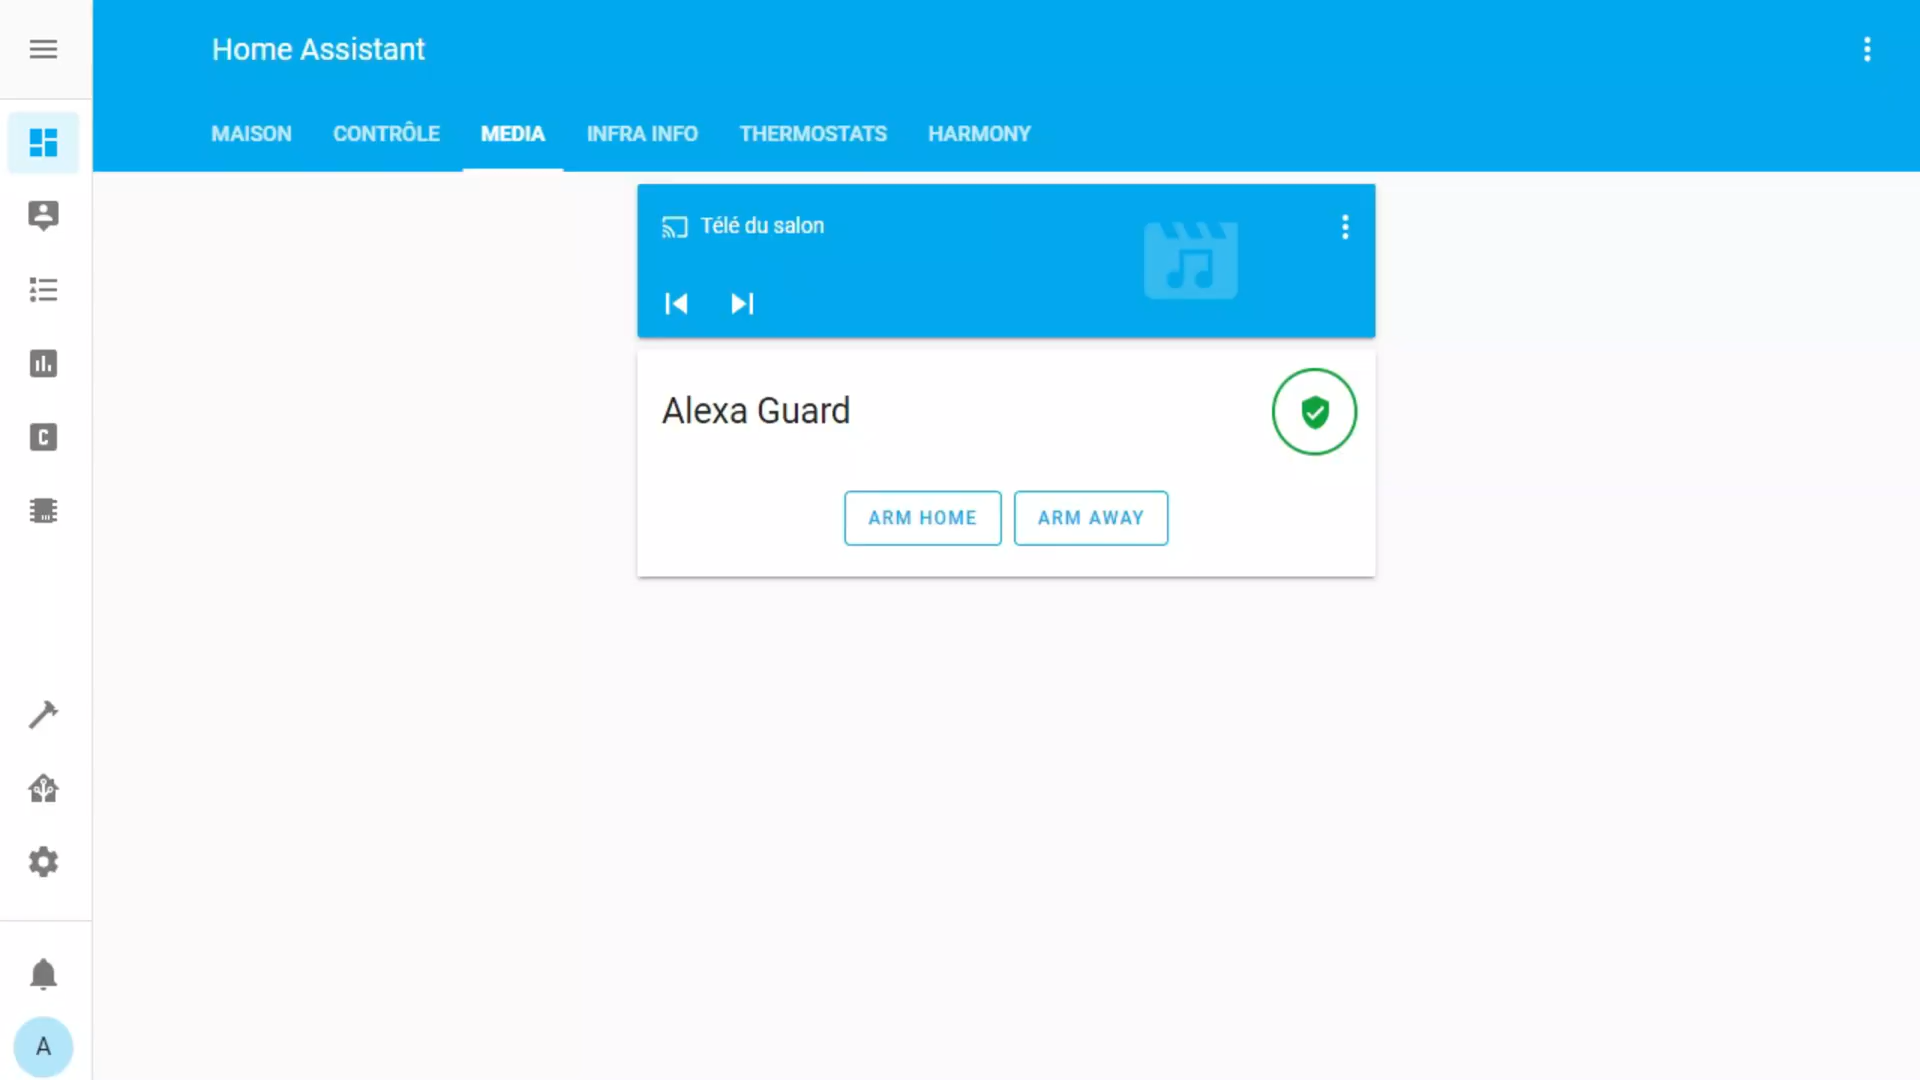 Home Assistant
MAISON CONTRÔLE MEDIA INFRA INFO THERMOSTATS HARMONY
Télé du salon
Alexa Guard
C
ARM HOME ARM AWAY
A